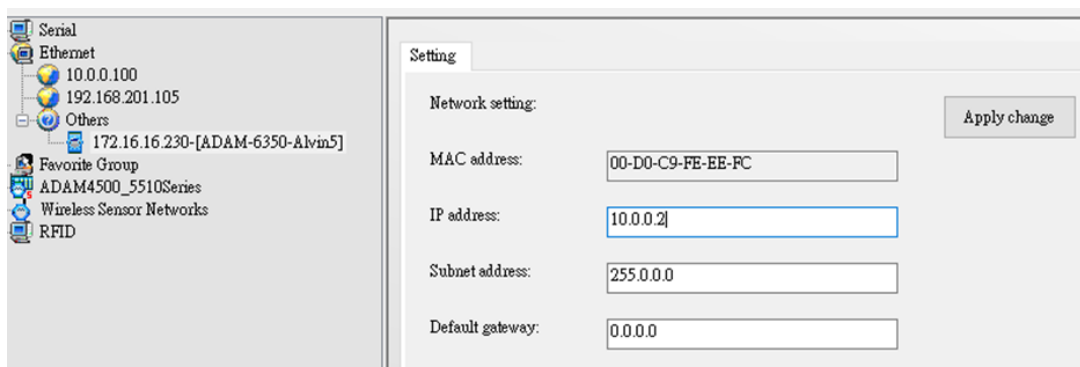 Serial
Ethernet
10.0.0.100
192.168.201.105
Others
172.16.16.230-[ADAM-6350-Alvin5]
Favorite Group
ADAM4500_5510Series
Wireless Sensor Networks
RFID
Setting
Network setting:
Apply change
MAC address:
00-D0-C9-FE-EE-FC
IP address:
10.0.0.2
Subnet address:
255.0.0.0
Default gateway:
0.0.0.0